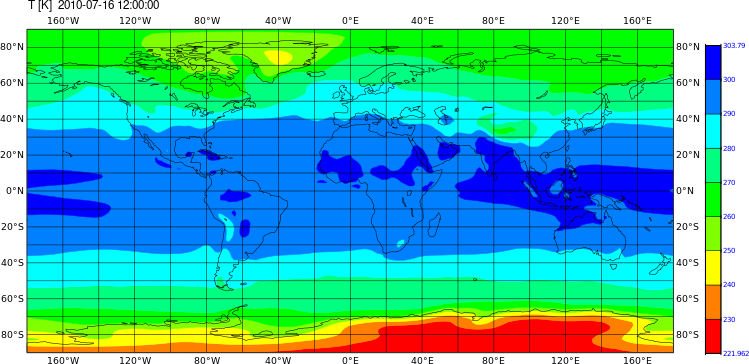 T [K]  2010-07-16 12:00:00
160°W 120°W 80°W 40°W 0°E 40°E 80°E 120°E 160°E
80°N 80°N 303.79
60°N 60°N 300
40°N 40°N 290
20°N 20°N 280
0°N 0°N 270
20°S 20°S 260
40°S 40°S 250
60°S 60°S 240
80°S 80°S 230
221.962
160°W 120°W 80°W 40°W 0°E 40°E 80°E 120°E 160°E